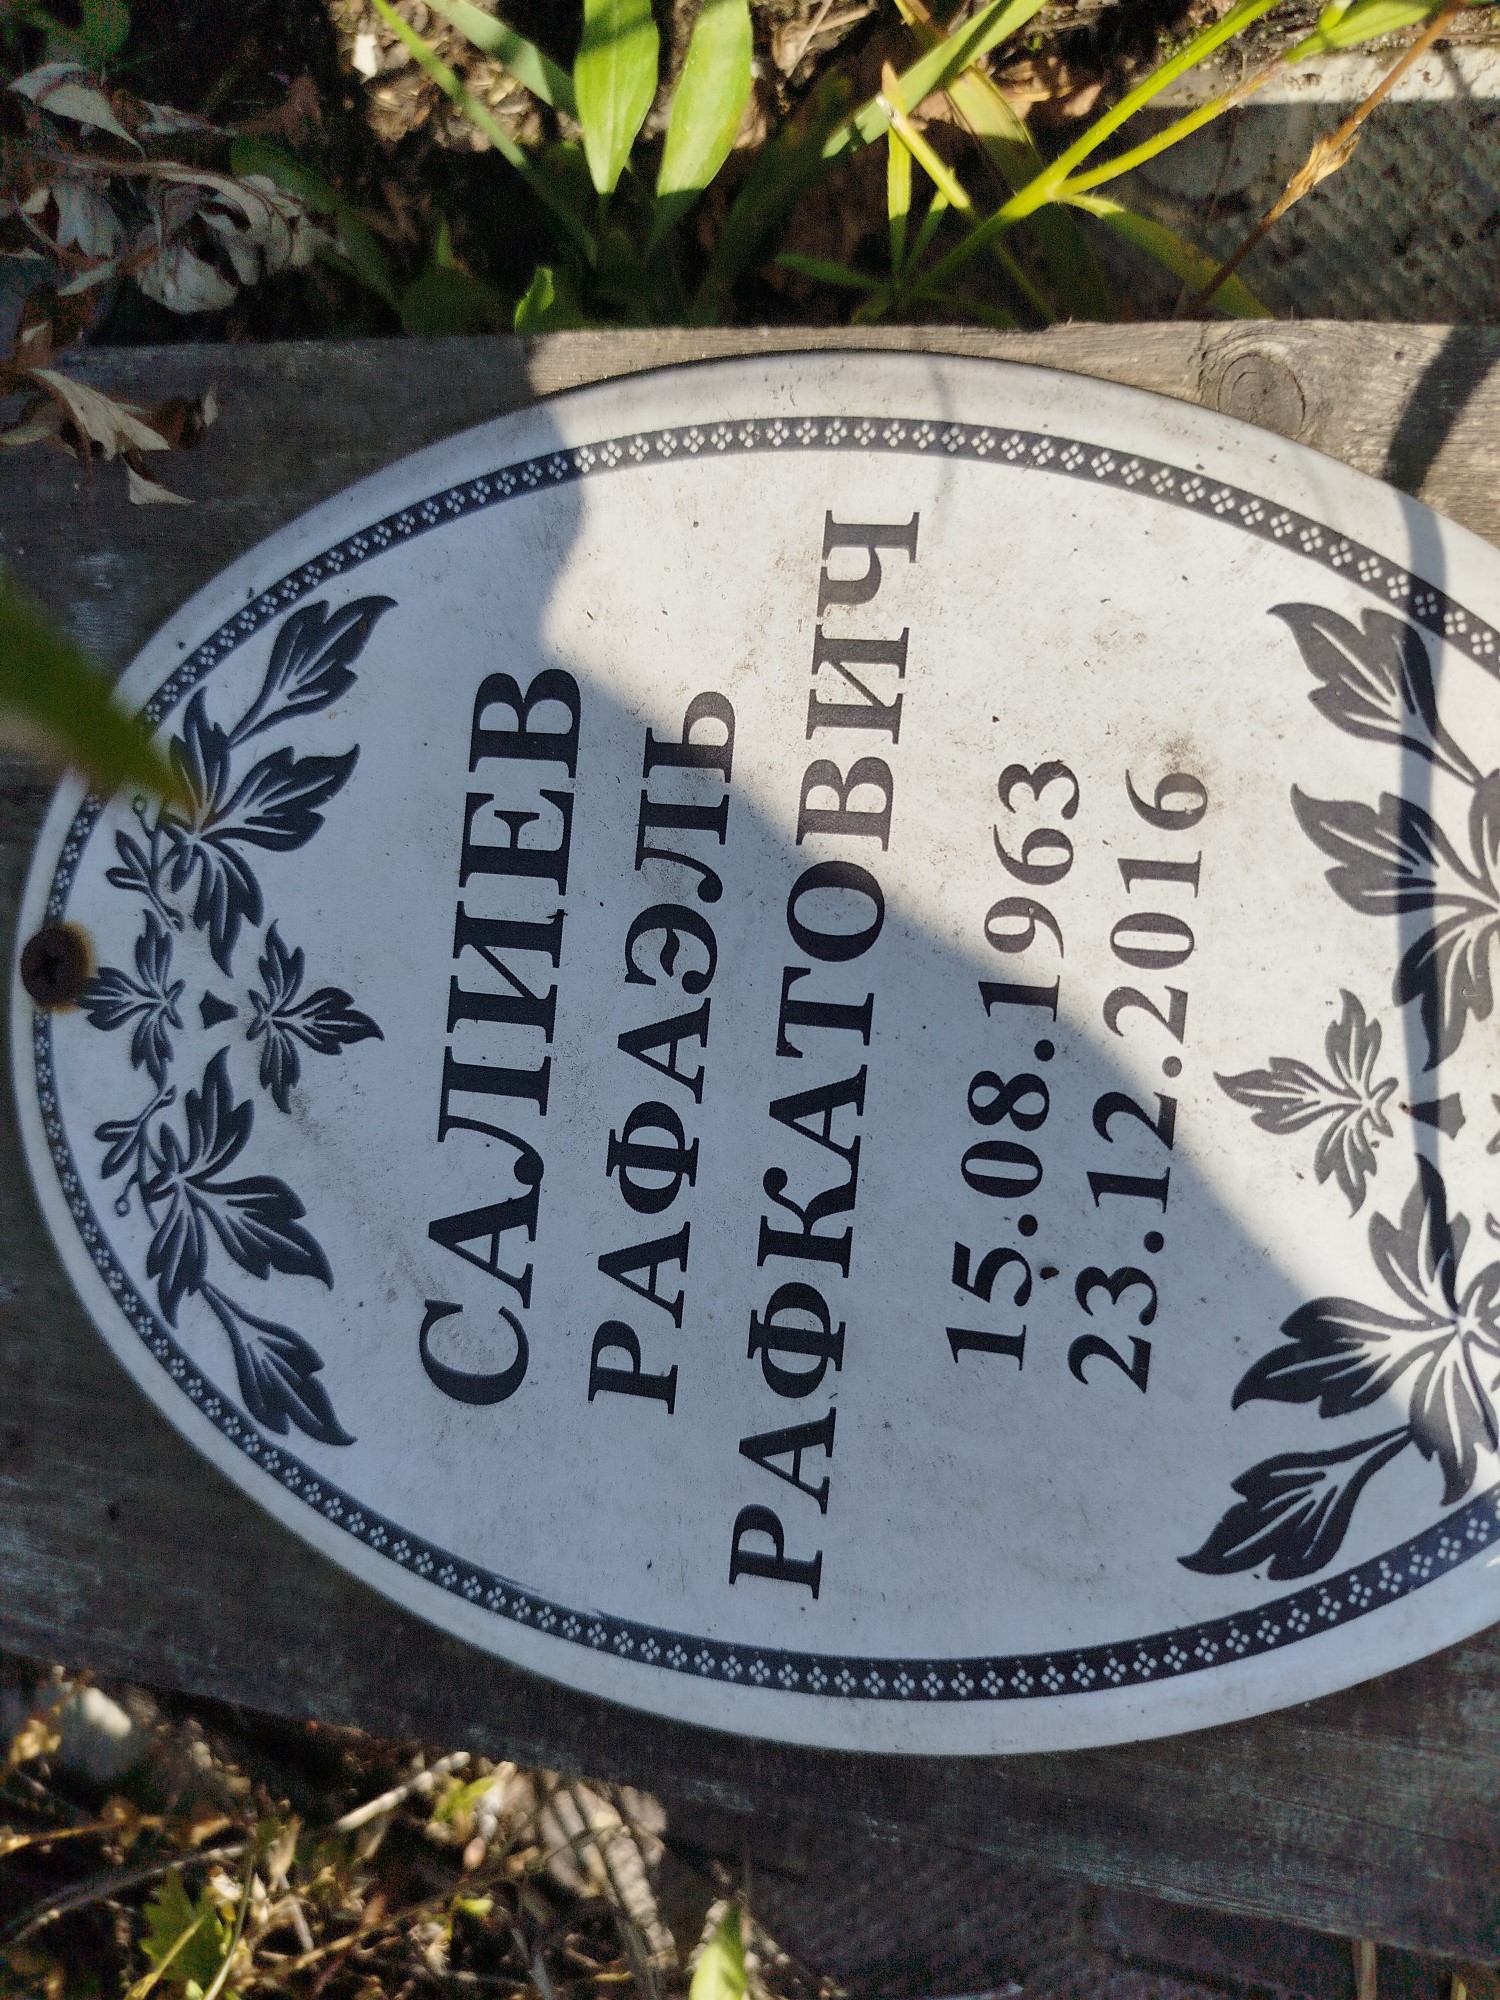 САЛИЕВ
РАФАЭЛЬ
РАФКАТОВИЧ
15.08.1963
23.12.2016